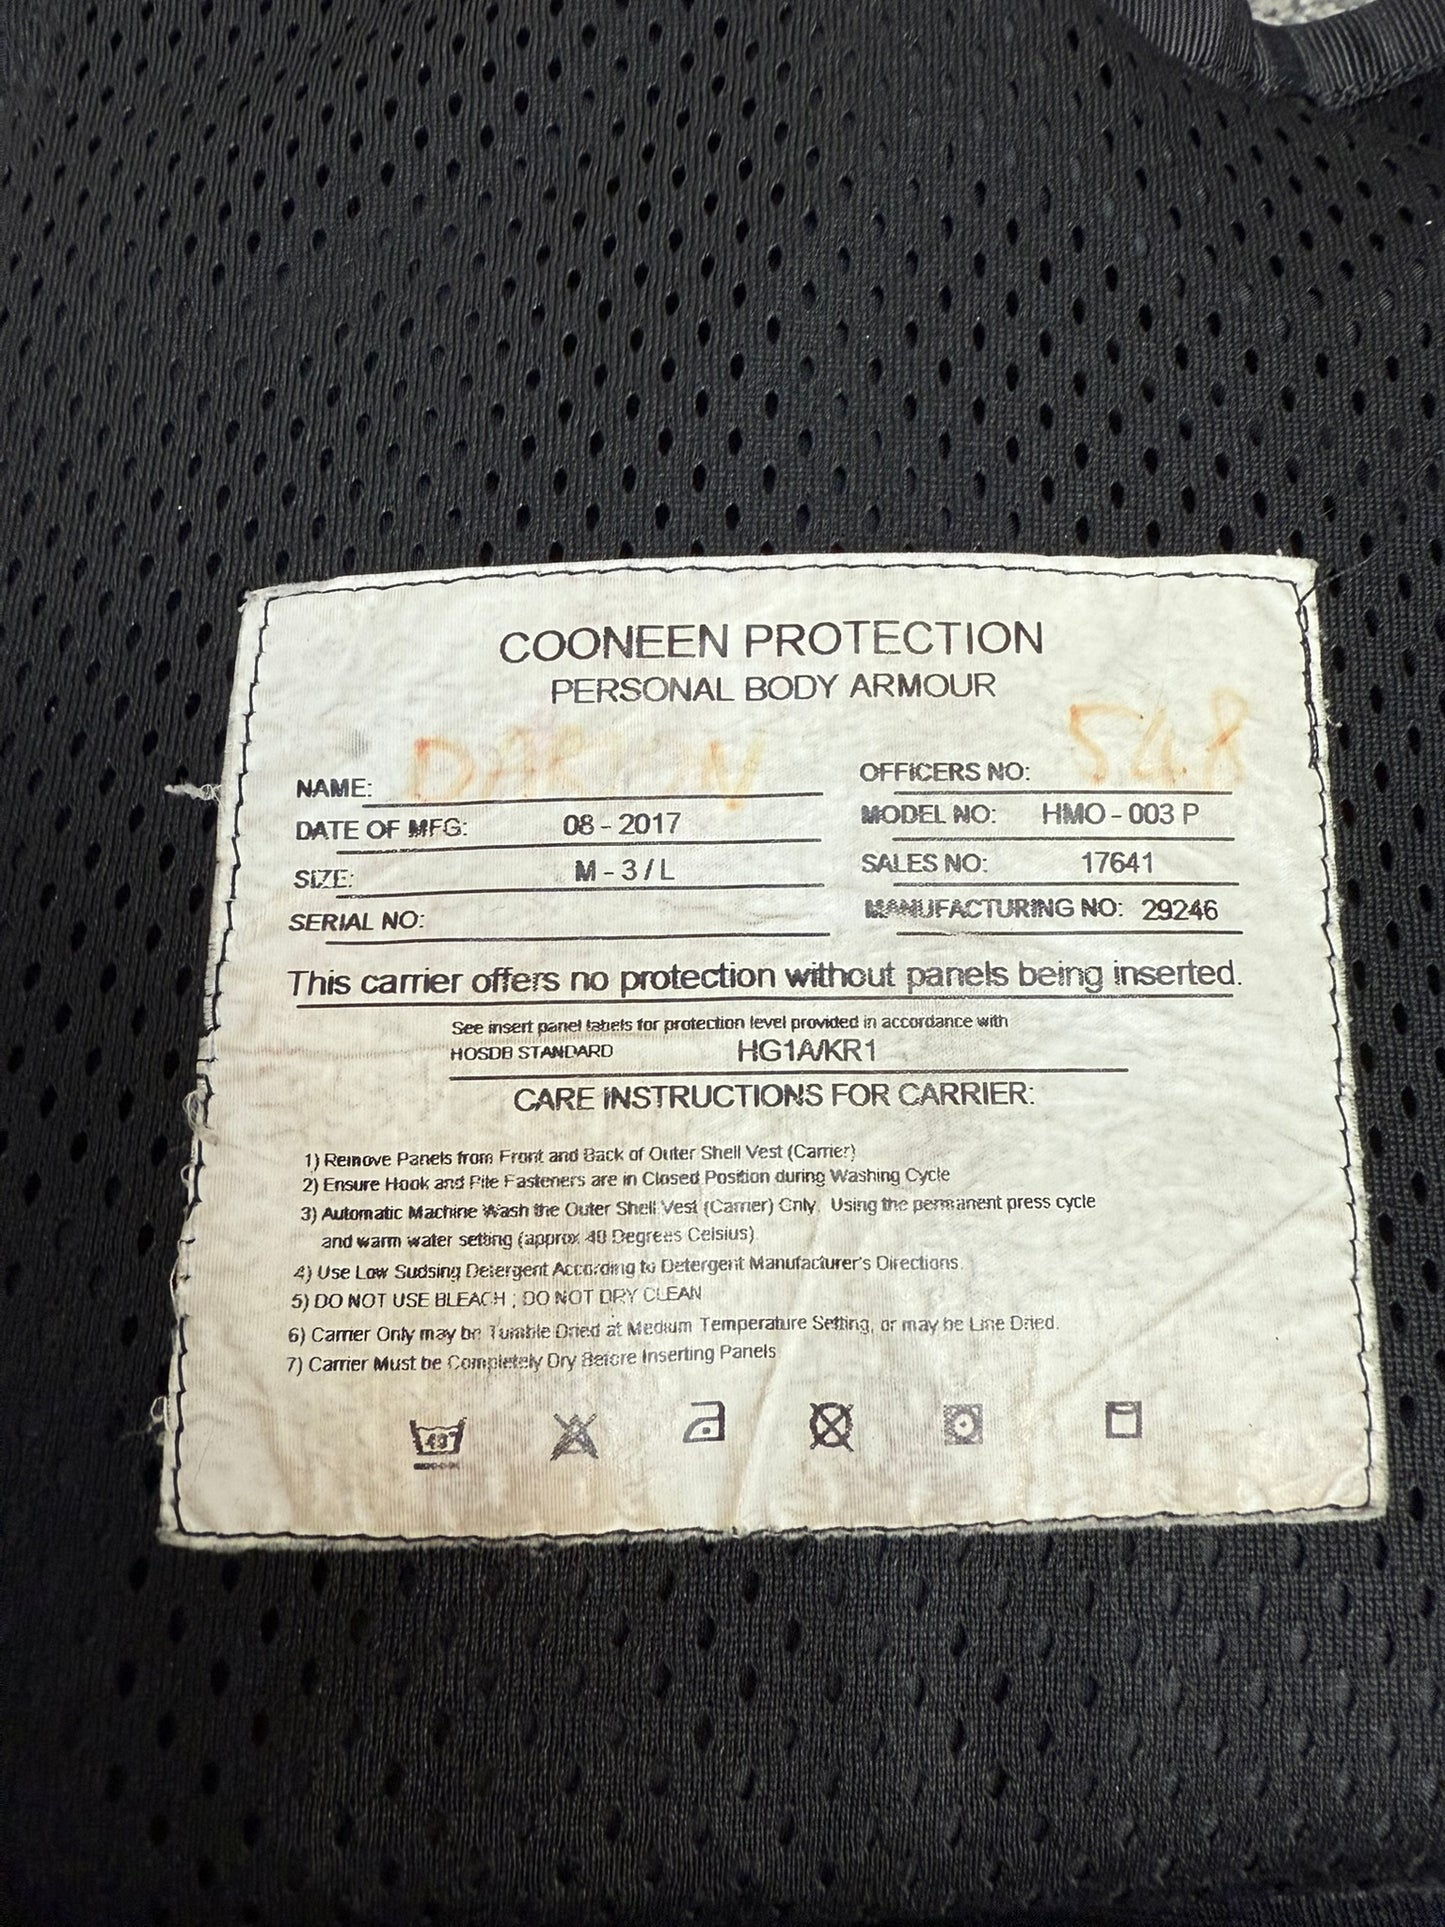 COONEEN PROTECTION
PERSONAL BODY ARMOUR
NAME:
OFFICERS NO: 548
DATE OF MFG: 08 - 2017
MODEL NO: HMO - 003 P
SIZE: M - 3 / L
SALES NO: 17641
SERIAL NO:
MANUFACTURING NO: 29246
This carrier offers no protection without panels being inserted.
See insert panel labels for protection level provided in accordance with
HOSDB STANDARD HG1A/KR1
CARE INSTRUCTIONS FOR CARRIER:
1) Remove Panels from Front and Back of Outer Shell Vest (Carrier)
2) Ensure Hook and Pile Fasteners are in Closed Position during Washing Cycle
3) Automatic Machine Wash the Outer Shell Vest (Carrier) Only. Using the permanent press cycle
and warm water setting (approx 40 Degrees Celsius)
4) Use Low Sudsing Detergent According to Detergent Manufacturer's Directions.
5) DO NOT USE BLEACH ; DO NOT DRY CLEAN
6) Carrier Only may be Tumble Dried at Medium Temperature Setting, or may be Line Dried.
7) Carrier Must be Completely Dry Before Inserting Panels